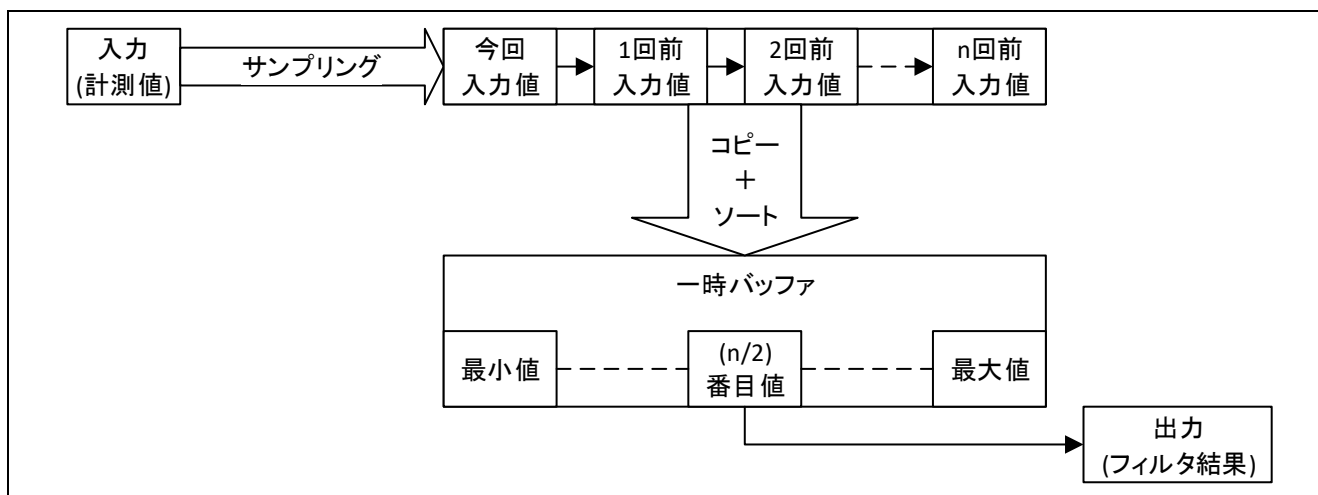 入力
(計測値)
サンプリング
今回
入力値
1回前
入力値
2回前
入力値
n回前
入力値
コピー
＋
ソート
一時バッファ
最小値
(n/2)
番目値
最大値
出力
(フィルタ結果)